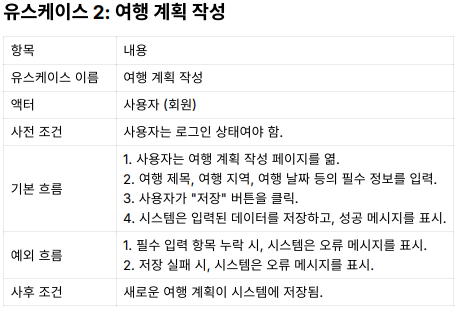 유스케이스 2: 여행 계획 작성
항목 내용
유스케이스 이름 여행 계획 작성
액터 사용자 (회원)
사전 조건 사용자는 로그인 상태여야 함.
기본 흐름
1. 사용자는 여행 계획 작성 페이지를 엶.
2. 여행 제목, 여행 지역, 여행 날짜 등의 필수 정보를 입력.
3. 사용자가 "저장" 버튼을 클릭.
4. 시스템은 입력된 데이터를 저장하고, 성공 메시지를 표시.
예외 흐름
1. 필수 입력 항목 누락 시, 시스템은 오류 메시지를 표시.
2. 저장 실패 시, 시스템은 오류 메시지를 표시.
사후 조건 새로운 여행 계획이 시스템에 저장됨.